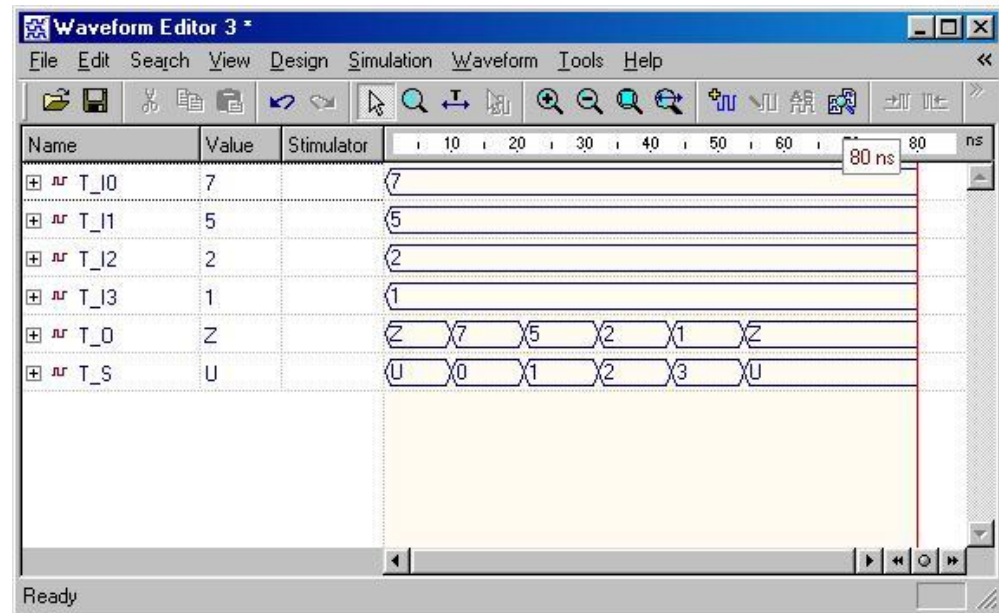 Waveform Editor 3 *
File Edit Search View Design Simulation Waveform Tools Help
Name Value Stimulator 10 20 30 40 50 60 80 ns
80 ns
T_I0 7 7
T_I1 5 5
T_I2 2 2
T_I3 1 1
T_O Z Z 7 5 2 1 Z
T_S U U 0 1 2 3 U
Ready